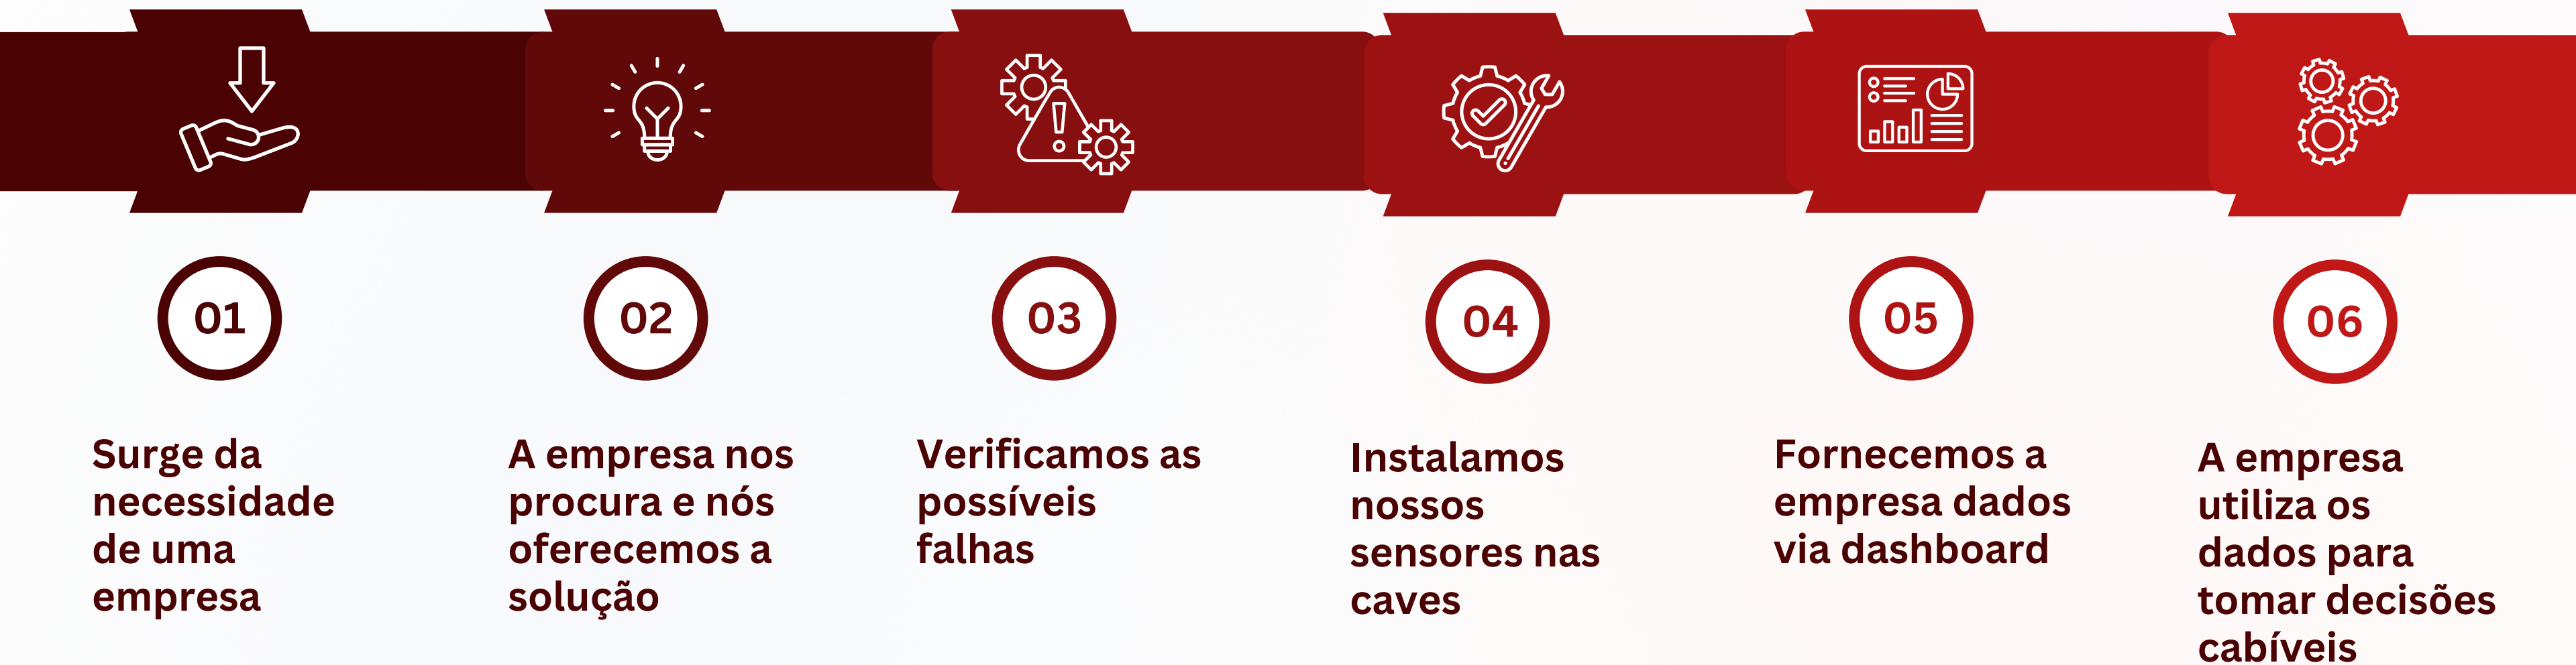 01
Surge da
necessidade
de uma
empresa
02
A empresa nos
procura e nós
oferecemos a
solução
03
Verificamos as
possíveis
falhas
04
Instalamos
nossos
sensores nas
caves
05
Fornecemos a
empresa dados
via dashboard
06
A empresa
utiliza os
dados para
tomar decisões
cabíveis